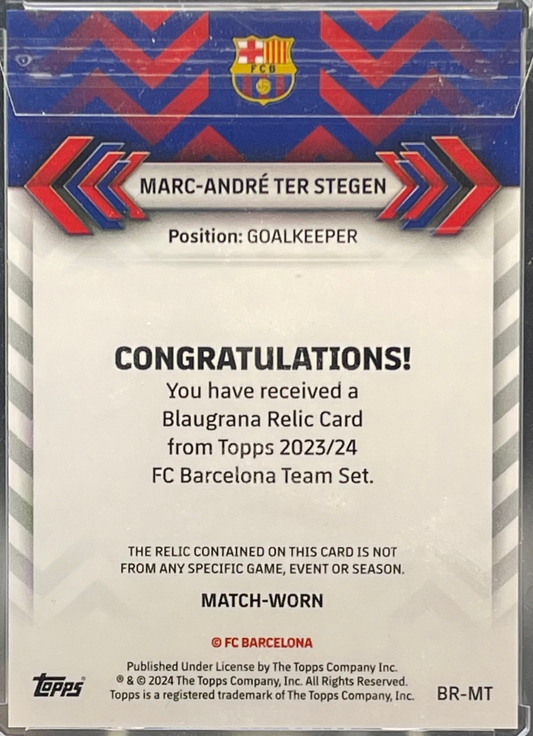 FCB
MARC-ANDRÉ TER STEGEN
Position: GOALKEEPER
CONGRATULATIONS!
You have received a
Blaugrana Relic Card
from Topps 2023/24
FC Barcelona Team Set.
THE RELIC CONTAINED ON THIS CARD IS NOT
FROM ANY SPECIFIC GAME, EVENT OR SEASON.
MATCH-WORN
© FC BARCELONA
Published Under License by The Topps Company Inc.
® & © 2024 The Topps Company, Inc. All Rights Reserved.
Topps is a registered trademark of The Topps Company, Inc.
topps
BR-MT